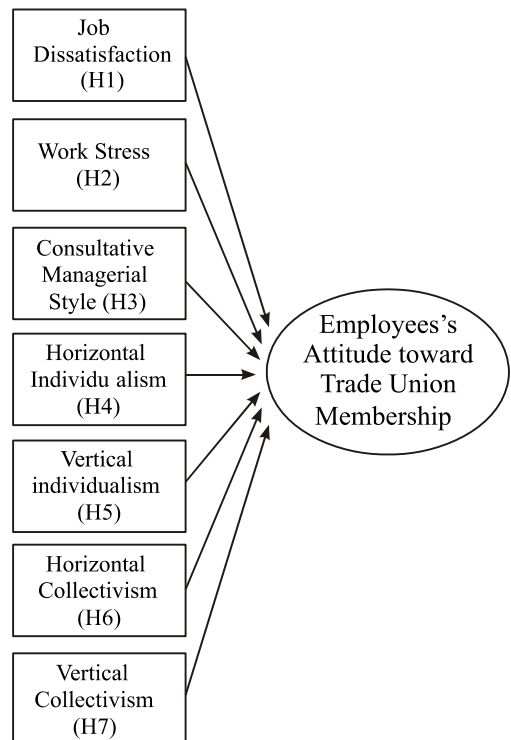 Job
Dissatisfaction
(H1)
Work Stress
(H2)
Consultative
Managerial
Style (H3)
Horizontal
Individu alism
(H4)
Vertical
individualism
(H5)
Horizontal
Collectivism
(H6)
Vertical
Collectivism
(H7)
Employees's
Attitude toward
Trade Union
Membership